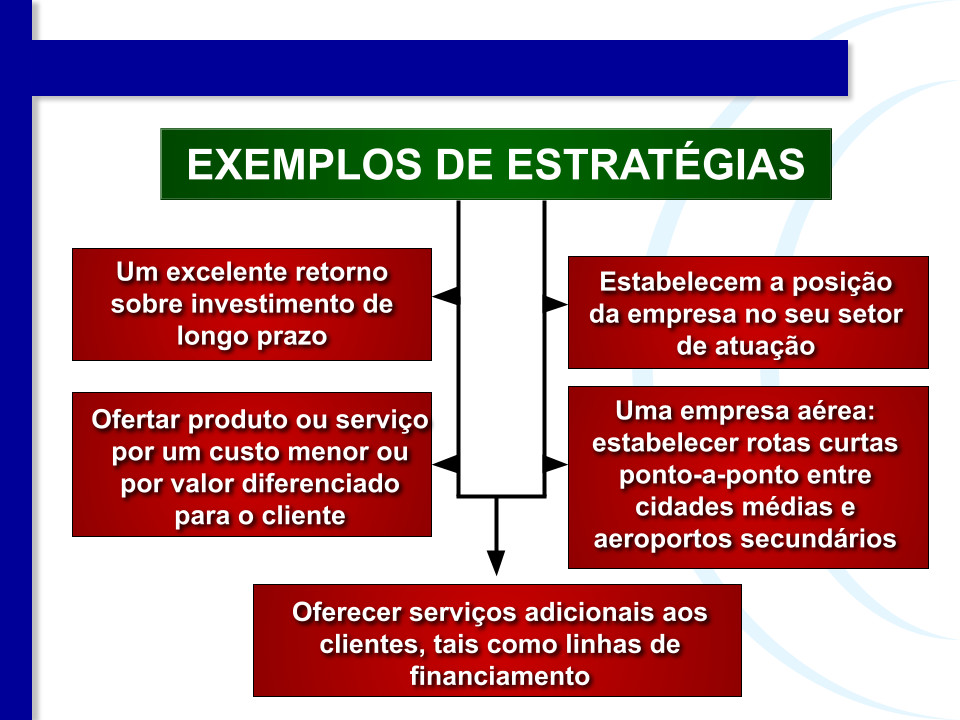 EXEMPLOS DE ESTRATÉGIAS
Um excelente retorno
sobre investimento de
longo prazo
Estabelecem a posição
da empresa no seu setor
de atuação
Ofertar produto ou serviço
por um custo menor ou
por valor diferenciado
para o cliente
Uma empresa aérea:
estabelecer rotas curtas
ponto-a-ponto entre
cidades médias e
aeroportos secundários
Oferecer serviços adicionais aos
clientes, tais como linhas de
financiamento